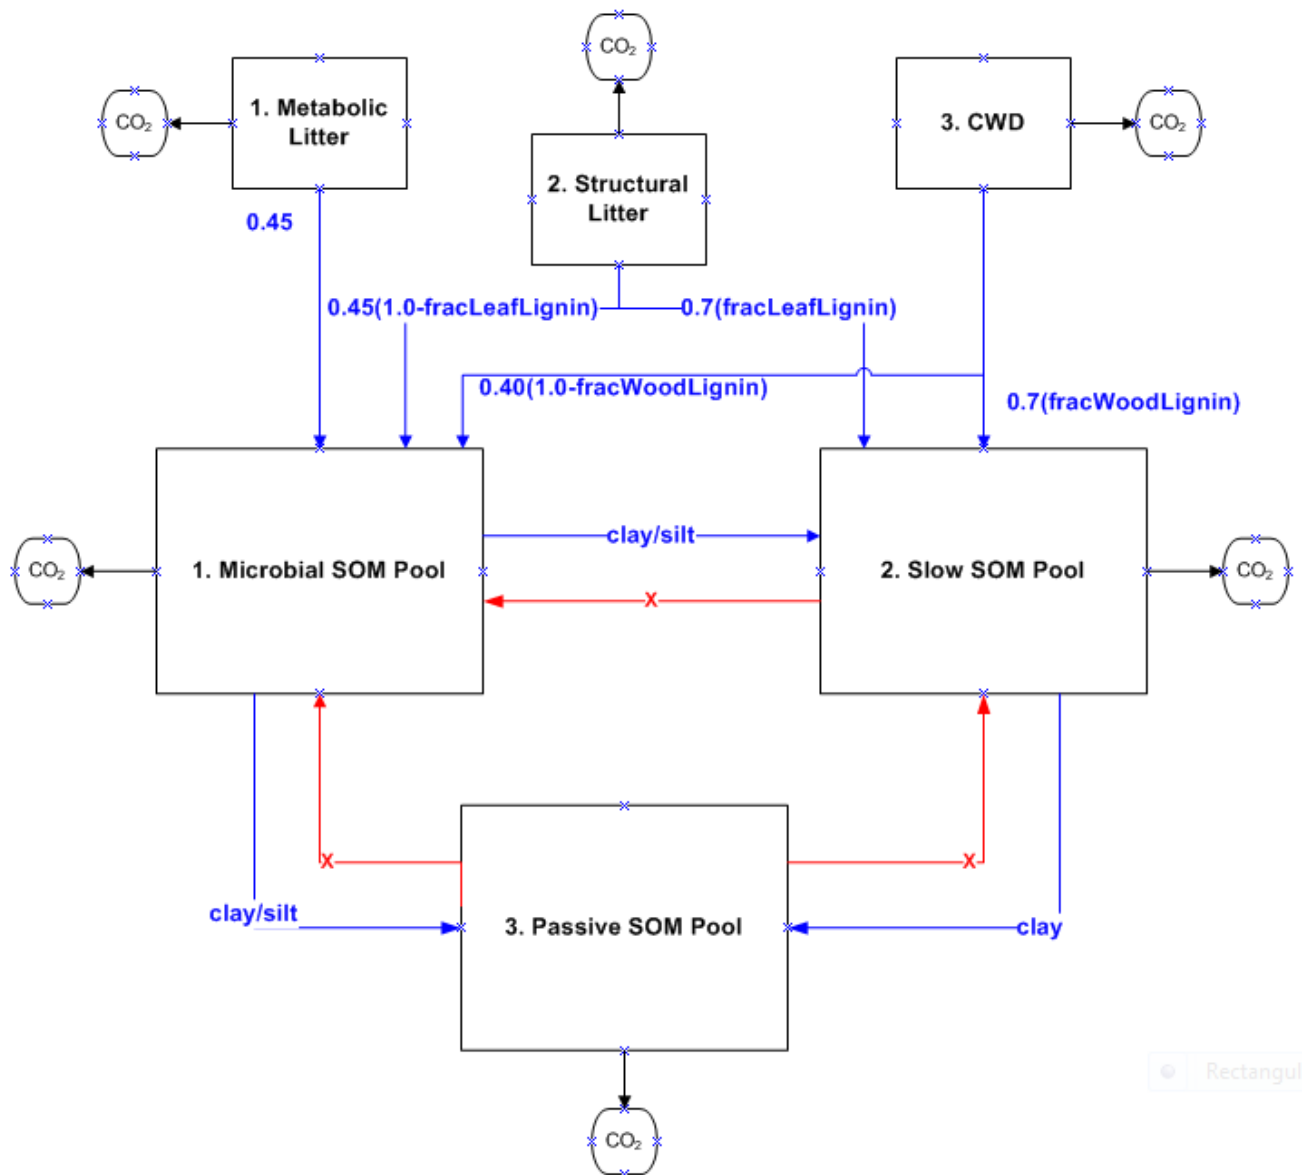 CO₂
1. Metabolic
Litter
CO₂
2. Structural
Litter
3. CWD
CO₂
CO₂
0.45
0.45(1.0-fracLeafLignin)
0.7(fracLeafLignin)
0.40(1.0-fracWoodLignin)
0.7(fracWoodLignin)
CO₂
1. Microbial SOM Pool
clay/silt
X
2. Slow SOM Pool
CO₂
X
X
clay/silt
3. Passive SOM Pool
clay
CO₂
Rectangul